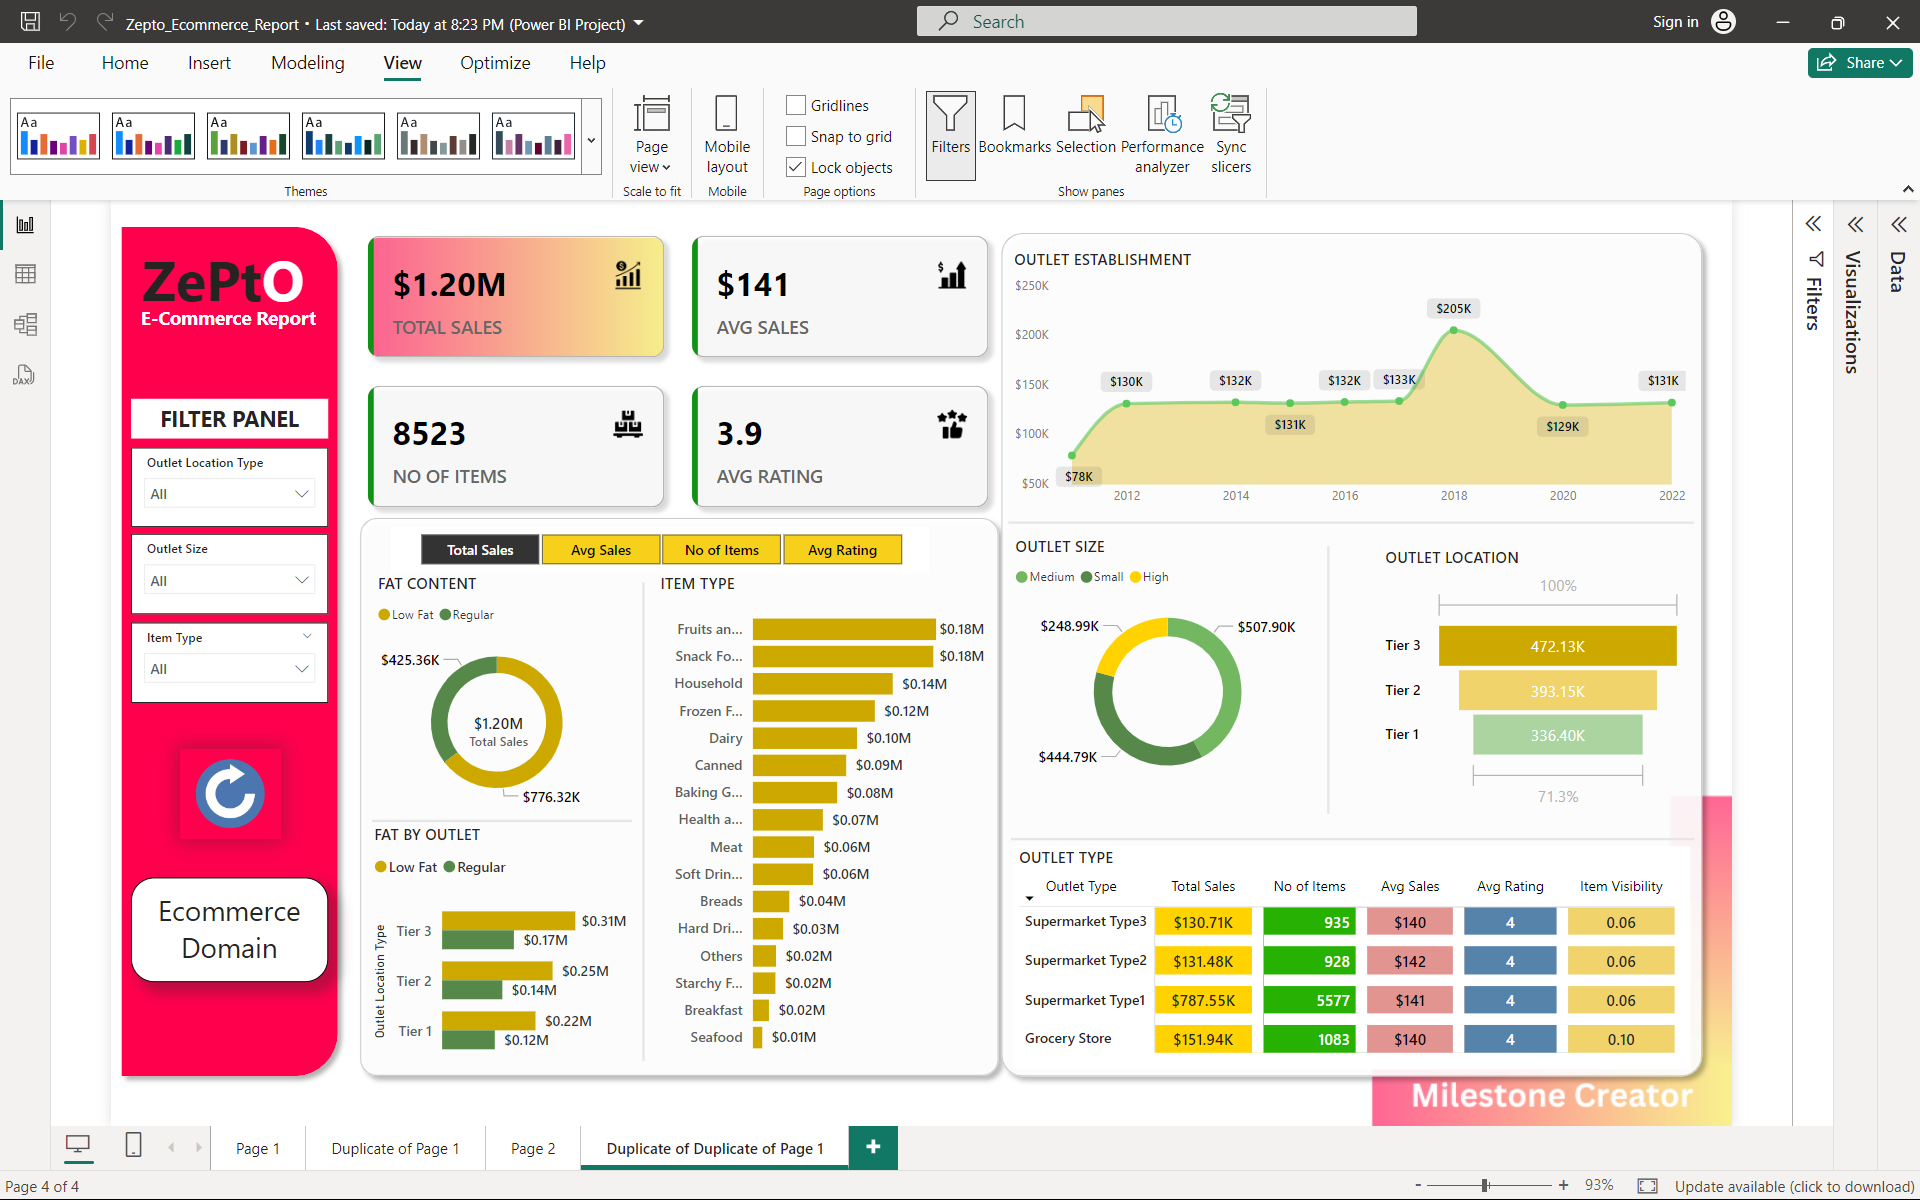 Zepto_Ecommerce_Report • Last saved: Today at 8:23 PM (Power BI Project)
Search
Sign in
File
Home
Insert
Modeling
View
Optimize
Help
Share
Aa
Aa
Aa
Aa
Aa
Aa
Themes
Page view
Scale to fit
Mobile layout
Mobile
Gridlines
Snap to grid
Lock objects
Page options
Filters
Bookmarks
Selection
Performance analyzer
Sync slicers
Show panes
DAX
ZePtO
E-Commerce Report
FILTER PANEL
Outlet Location Type
All
Outlet Size
All
Item Type
All
Ecommerce
Domain
$1.20M
TOTAL SALES
$141
AVG SALES
8523
NO OF ITEMS
3.9
AVG RATING
Total Sales
Avg Sales
No of Items
Avg Rating
FAT CONTENT
Low Fat Regular
$425.36K
$1.20M
Total Sales
$776.32K
FAT BY OUTLET
Low Fat Regular
Outlet Location Type
Tier 3 $0.31M
$0.17M
Tier 2 $0.25M
$0.14M
Tier 1 $0.22M
$0.12M
ITEM TYPE
Fruits an... $0.18M
Snack Fo... $0.18M
Household $0.14M
Frozen F... $0.12M
Dairy $0.10M
Canned $0.09M
Baking G... $0.08M
Health a... $0.07M
Meat $0.06M
Soft Drin... $0.06M
Breads $0.04M
Hard Dri... $0.03M
Others $0.02M
Starchy F... $0.02M
Breakfast $0.02M
Seafood $0.01M
OUTLET ESTABLISHMENT
$250K
$200K
$150K
$100K
$50K
$78K
$130K
$132K
$131K
$132K
$133K
$205K
$129K
$131K
2012 2014 2016 2018 2020 2022
OUTLET SIZE
Medium Small High
$248.99K
$507.90K
$444.79K
OUTLET LOCATION
100%
Tier 3 472.13K
Tier 2 393.15K
Tier 1 336.40K
71.3%
OUTLET TYPE
Outlet Type Total Sales No of Items Avg Sales Avg Rating Item Visibility
Supermarket Type3 $130.71K 935 $140 4 0.06
Supermarket Type2 $131.48K 928 $142 4 0.06
Supermarket Type1 $787.55K 5577 $141 4 0.06
Grocery Store $151.94K 1083 $140 4 0.10
Milestone Creator
Filters
Visualizations
Data
Page 1
Duplicate of Page 1
Page 2
Duplicate of Duplicate of Page 1
+
Page 4 of 4
- + 93%
Update available (click to download)